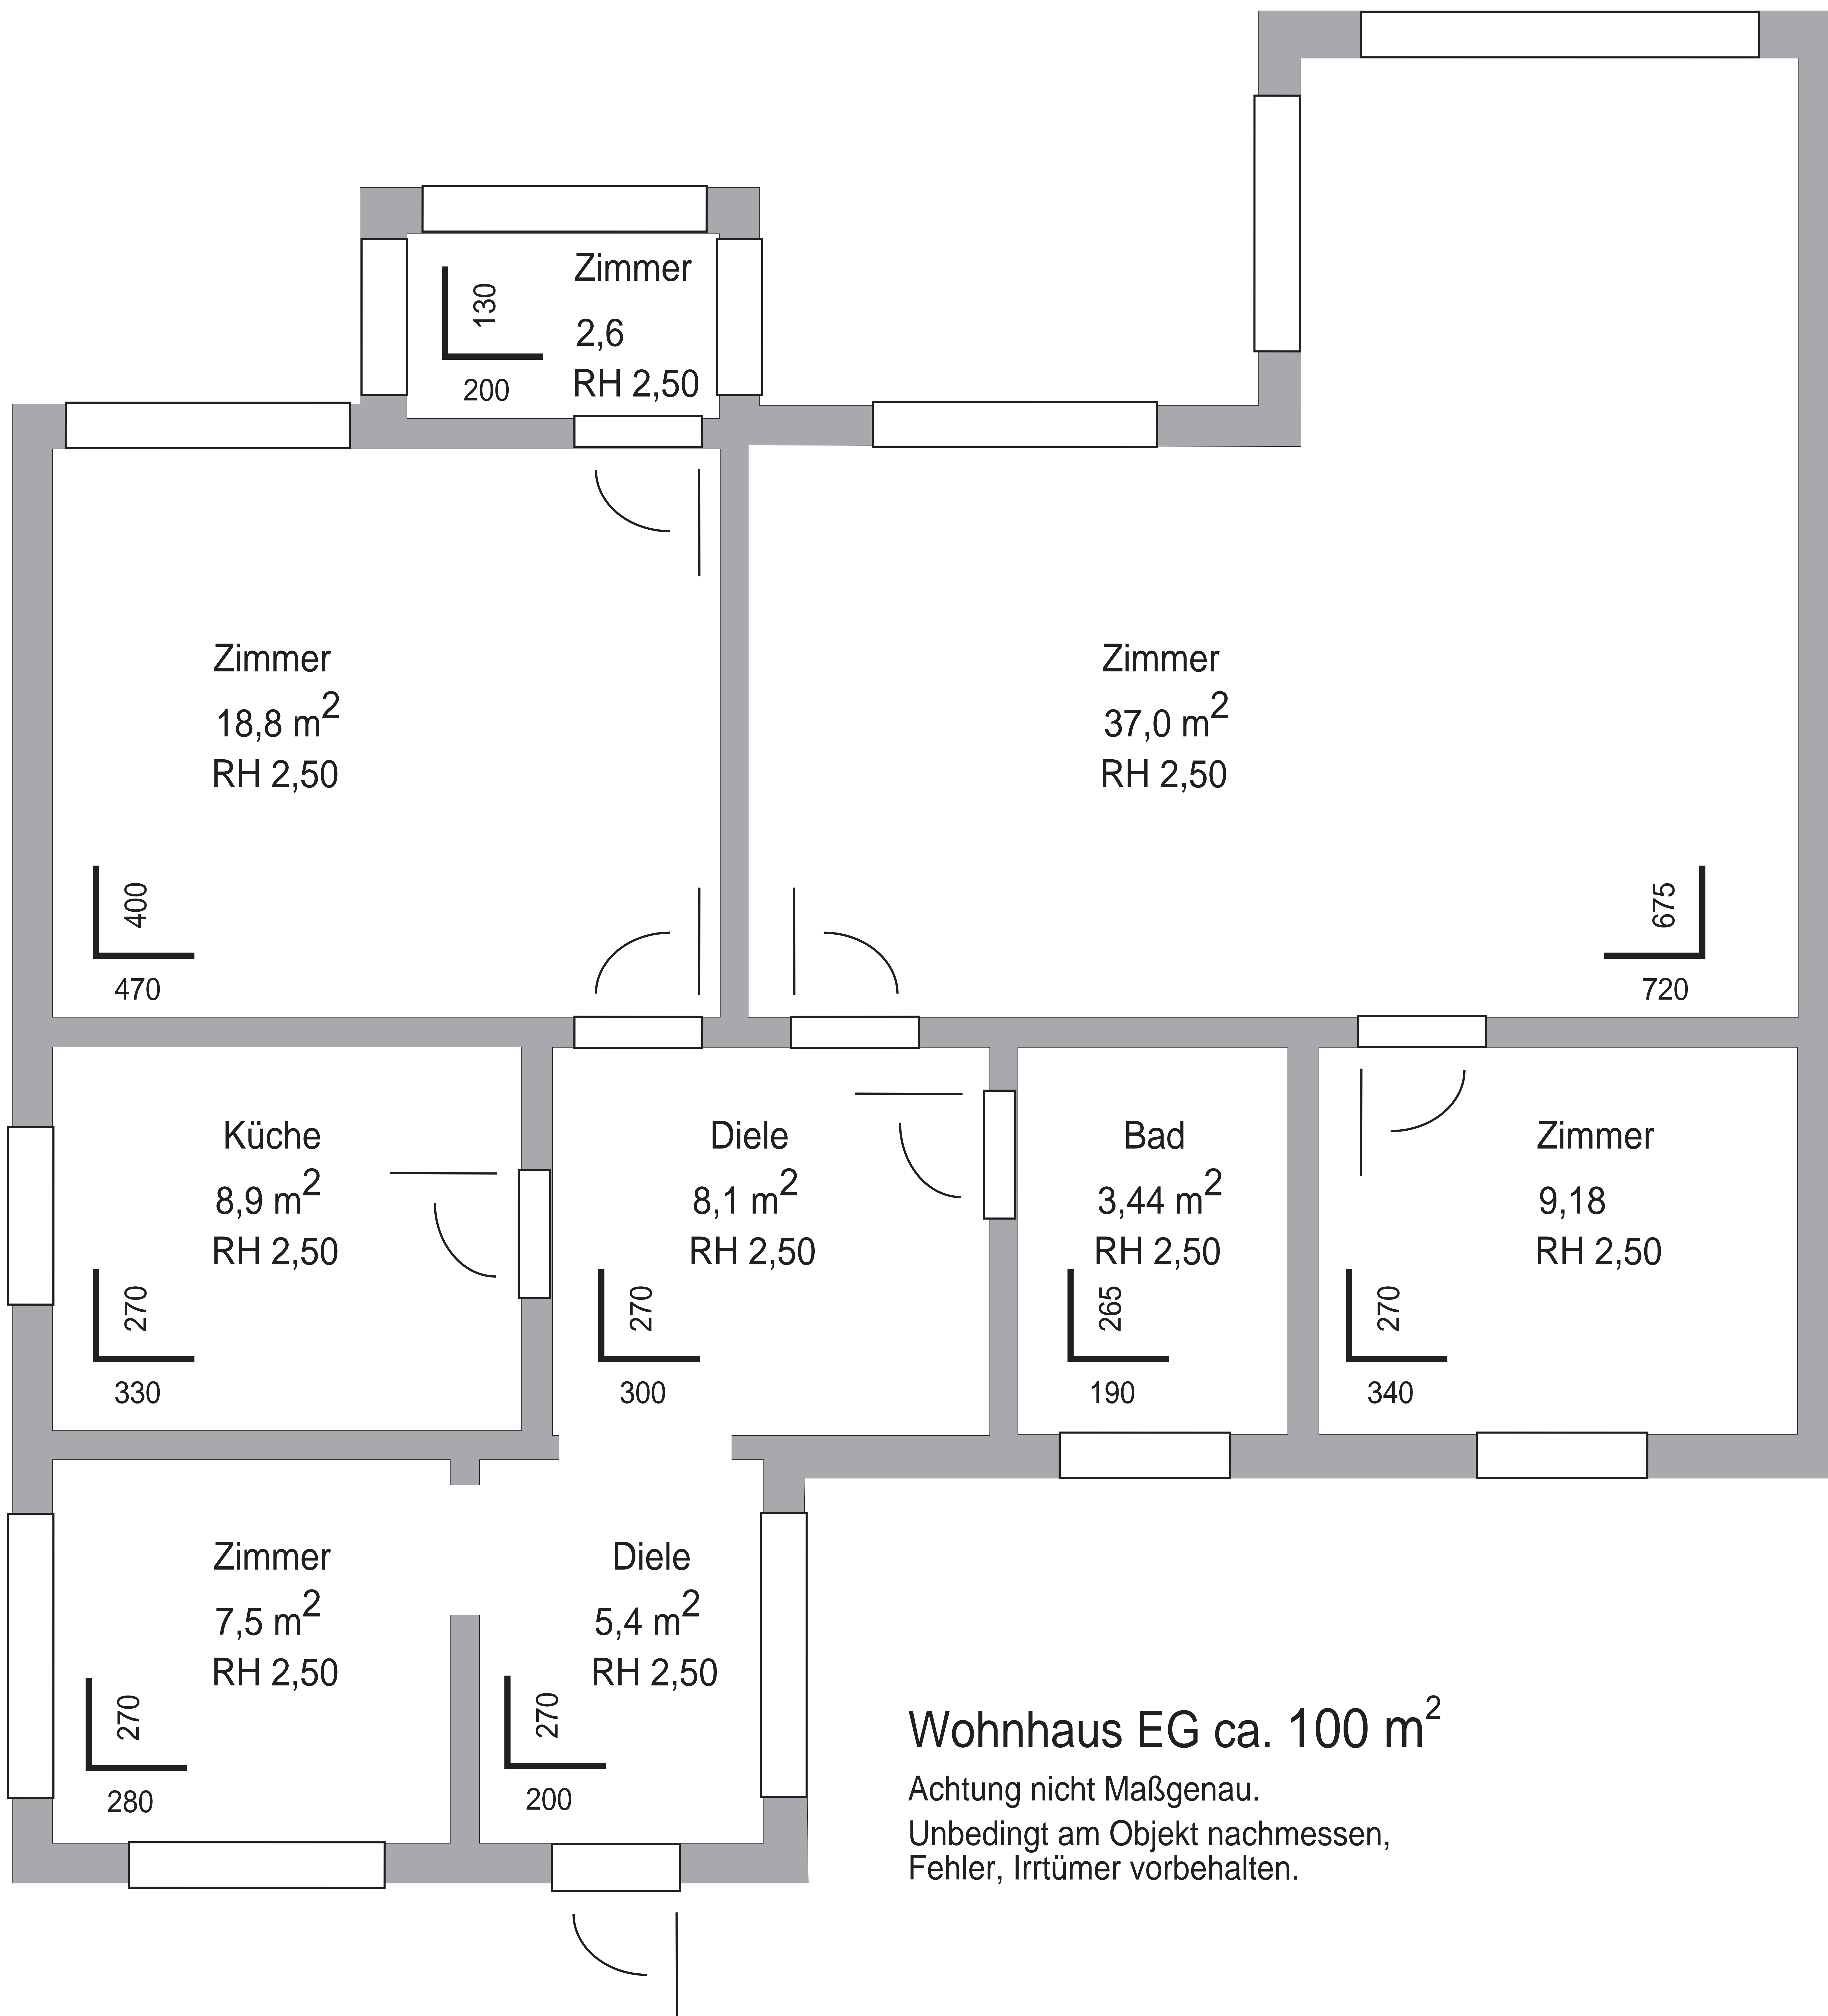 Zimmer
2,6
RH 2,50
130
200
Zimmer
18,8 m²
RH 2,50
400
470
Zimmer
37,0 m²
RH 2,50
675
720
Küche
8,9 m²
RH 2,50
270
330
Diele
8,1 m²
RH 2,50
270
300
Bad
3,44 m²
RH 2,50
265
190
Zimmer
9,18
RH 2,50
270
340
Zimmer
7,5 m²
RH 2,50
270
280
Diele
5,4 m²
RH 2,50
270
200
Wohnhaus EG ca. 100 m²
Achtung nicht Maßgenau.
Unbedingt am Objekt nachmessen,
Fehler, Irrtümer vorbehalten.